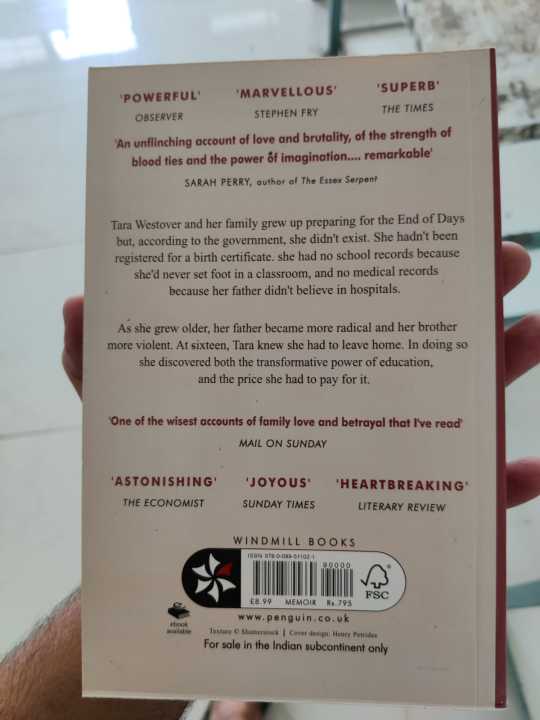 'POWERFUL' 'MARVELLOUS' 'SUPERB'
OBSERVER STEPHEN FRY THE TIMES
'An unflinching account of love and brutality, of the strength of
blood ties and the power of imagination.... remarkable'
SARAH PERRY, author of The Essex Serpent
Tara Westover and her family grew up preparing for the End of Days
but, according to the government, she didn't exist. She hadn't been
registered for a birth certificate. she had no school records because
she'd never set foot in a classroom, and no medical records
because her father didn't believe in hospitals.
As she grew older, her father became more radical and her brother
more violent. At sixteen, Tara knew she had to leave home. In doing so
she discovered both the transformative power of education,
and the price she had to pay for it.
'One of the wisest accounts of family love and betrayal that I've read'
MAIL ON SUNDAY
'ASTONISHING' 'JOYOUS' 'HEARTBREAKING'
THE ECONOMIST SUNDAY TIMES LITERARY REVIEW
WINDMILL BOOKS
ISBN 978-0-099-51102-1
90000
£8.99 MEMOIR Rs.795
FSC
www.penguin.co.uk
ebook
available
Texture © Shutterstock | Cover design: Henry Petrides
For sale in the Indian subcontinent only